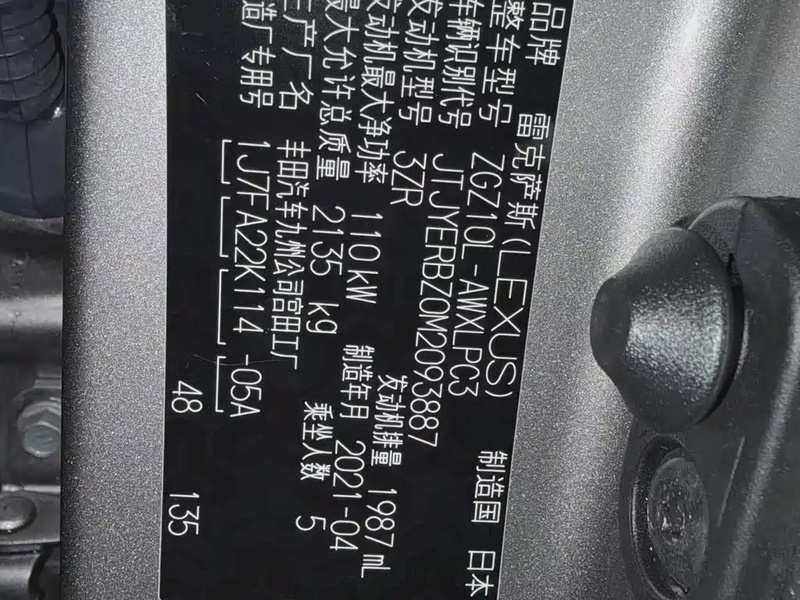 品牌 雷克萨斯(LEXUS) 制造国 日本
整车型号 ZGZ10L-AWXLPC3
车辆识别代号 JTJYERBZ0M2093887
发动机型号 3ZR 发动机排量 1987 mL
发动机最大净功率 110 kW 制造年月 2021-04
最大允许总质量 2135 kg 乘坐人数 5
生产厂名 丰田汽车九州公司宫田工厂
造厂专用号 1J7FA22K114 -05A
48 135